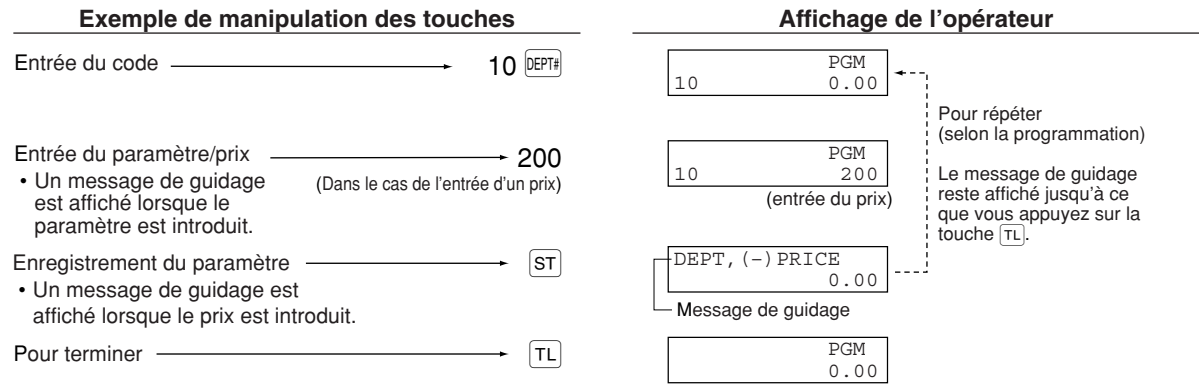 Exemple de manipulation des touches
Entrée du code 10 DEPT#
Entrée du paramètre/prix 200
• Un message de guidage (Dans le cas de l'entrée d'un prix)
est affiché lorsque le
paramètre est introduit.
Enregistrement du paramètre ST
• Un message de guidage est
affiché lorsque le prix est introduit.
Pour terminer TL
Affichage de l'opérateur
PGM
10 0.00
PGM
10 200
(entrée du prix)
DEPT,(−)PRICE
0.00
Message de guidage
PGM
0.00
Pour répéter
(selon la programmation)
Le message de guidage
reste affiché jusqu'à ce
que vous appuyez sur la
touche TL.